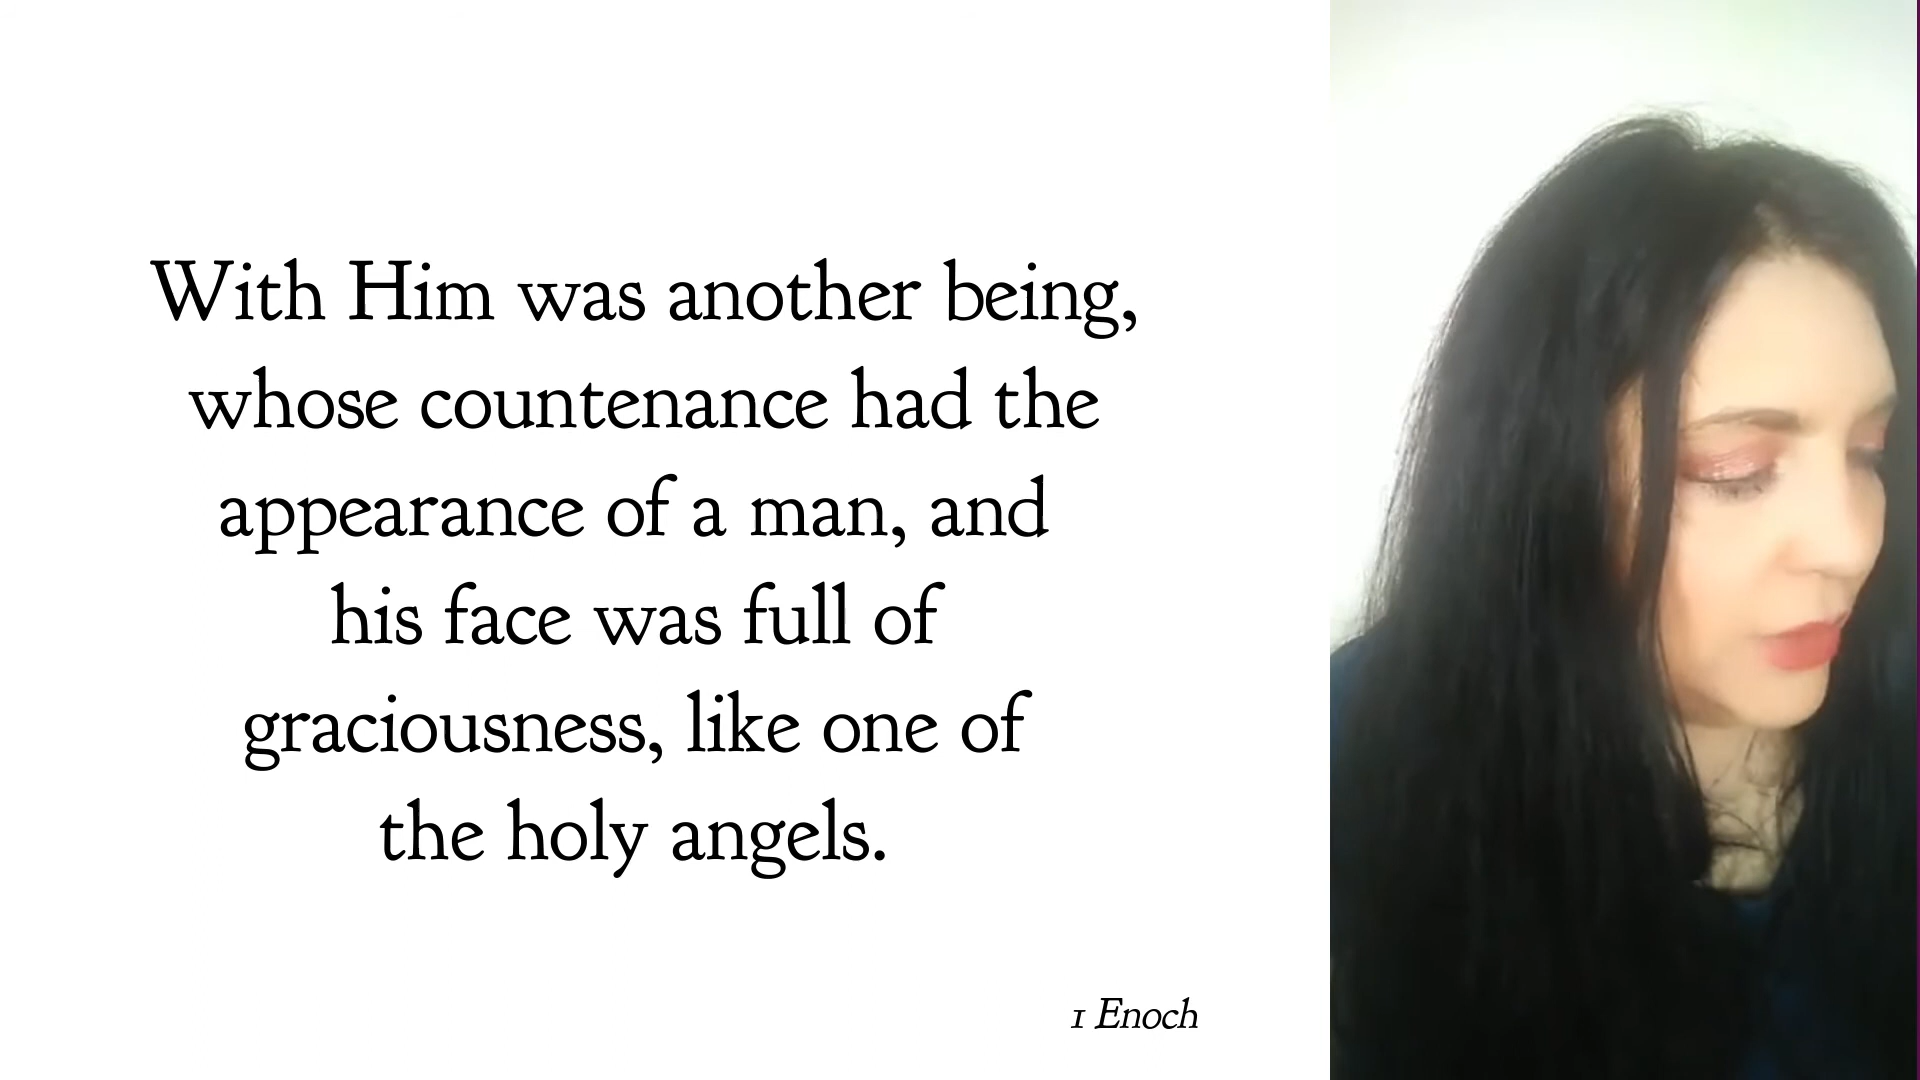 With Him was another being,
whose countenance had the
appearance of a man, and
his face was full of
graciousness, like one of
the holy angels.
1 Enoch